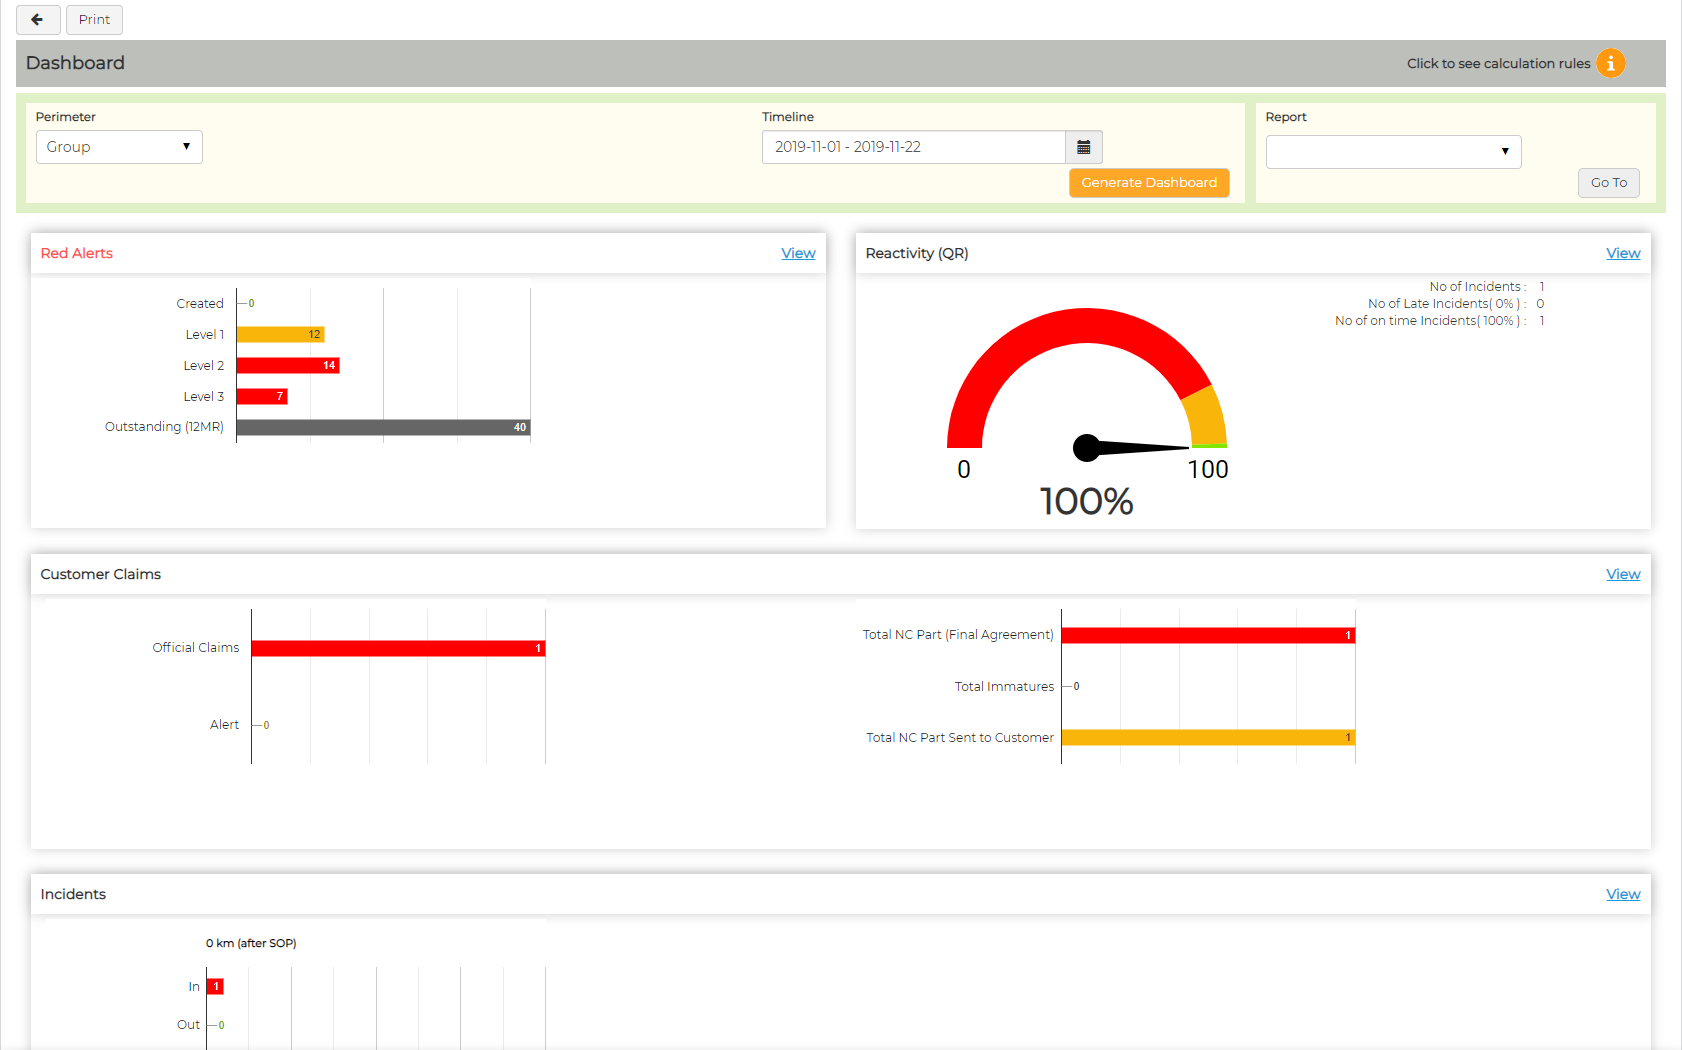 Print
Dashboard
Click to see calculation rules
Perimeter
Group
Timeline
2019-11-01 - 2019-11-22
Generate Dashboard
Report
Go To
Red Alerts
View
Created
0
Level 1
12
Level 2
14
Level 3
7
Outstanding (12MR)
40
Reactivity (QR)
View
No of Incidents : 1
No of Late Incidents( 0% ) : 0
No of on time Incidents( 100% ) : 1
0
100
100%
Customer Claims
View
Official Claims
1
Alert
0
Total NC Part (Final Agreement)
1
Total Immatures
0
Total NC Part Sent to Customer
1
Incidents
View
0 km (after SOP)
In
1
Out
0